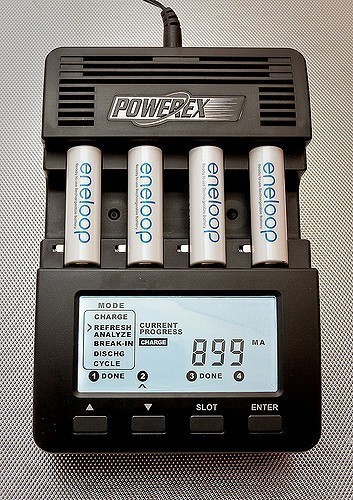 POWEREX
eneloop eneloop eneloop eneloop
MODE
CHARGE
REFRESH
ANALYZE
BREAK-IN
DISCHG
CYCLE
CURRENT
PROGRESS
CHARGE
899 MA
1 DONE 2 3 DONE 4
SLOT ENTER